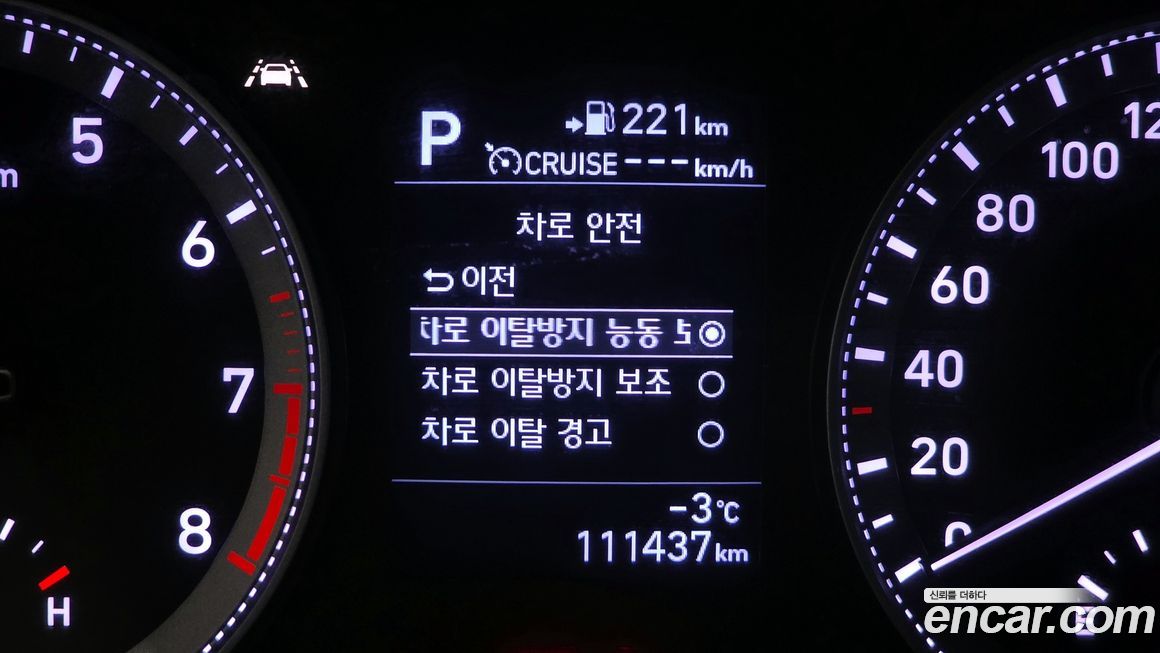 5
6
7
8
H
P
221km
CRUISE ---km/h
차로 안전
이전
차로 이탈방지 능동
차로 이탈방지 보조
차로 이탈 경고
-3℃
111437km
100
80
60
40
20
0
신뢰를 더하다
encar.com